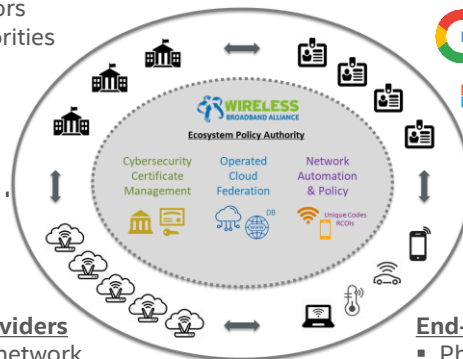 ors
orities
WIRELESS
BROADBAND ALLIANCE
Ecosystem Policy Authority
Cybersecurity
Certificate
Management
Operated
Cloud
Federation
Network
Automation
& Policy
DB
Unique Codes
RCOIs
viders
network
End-
▪ Ph